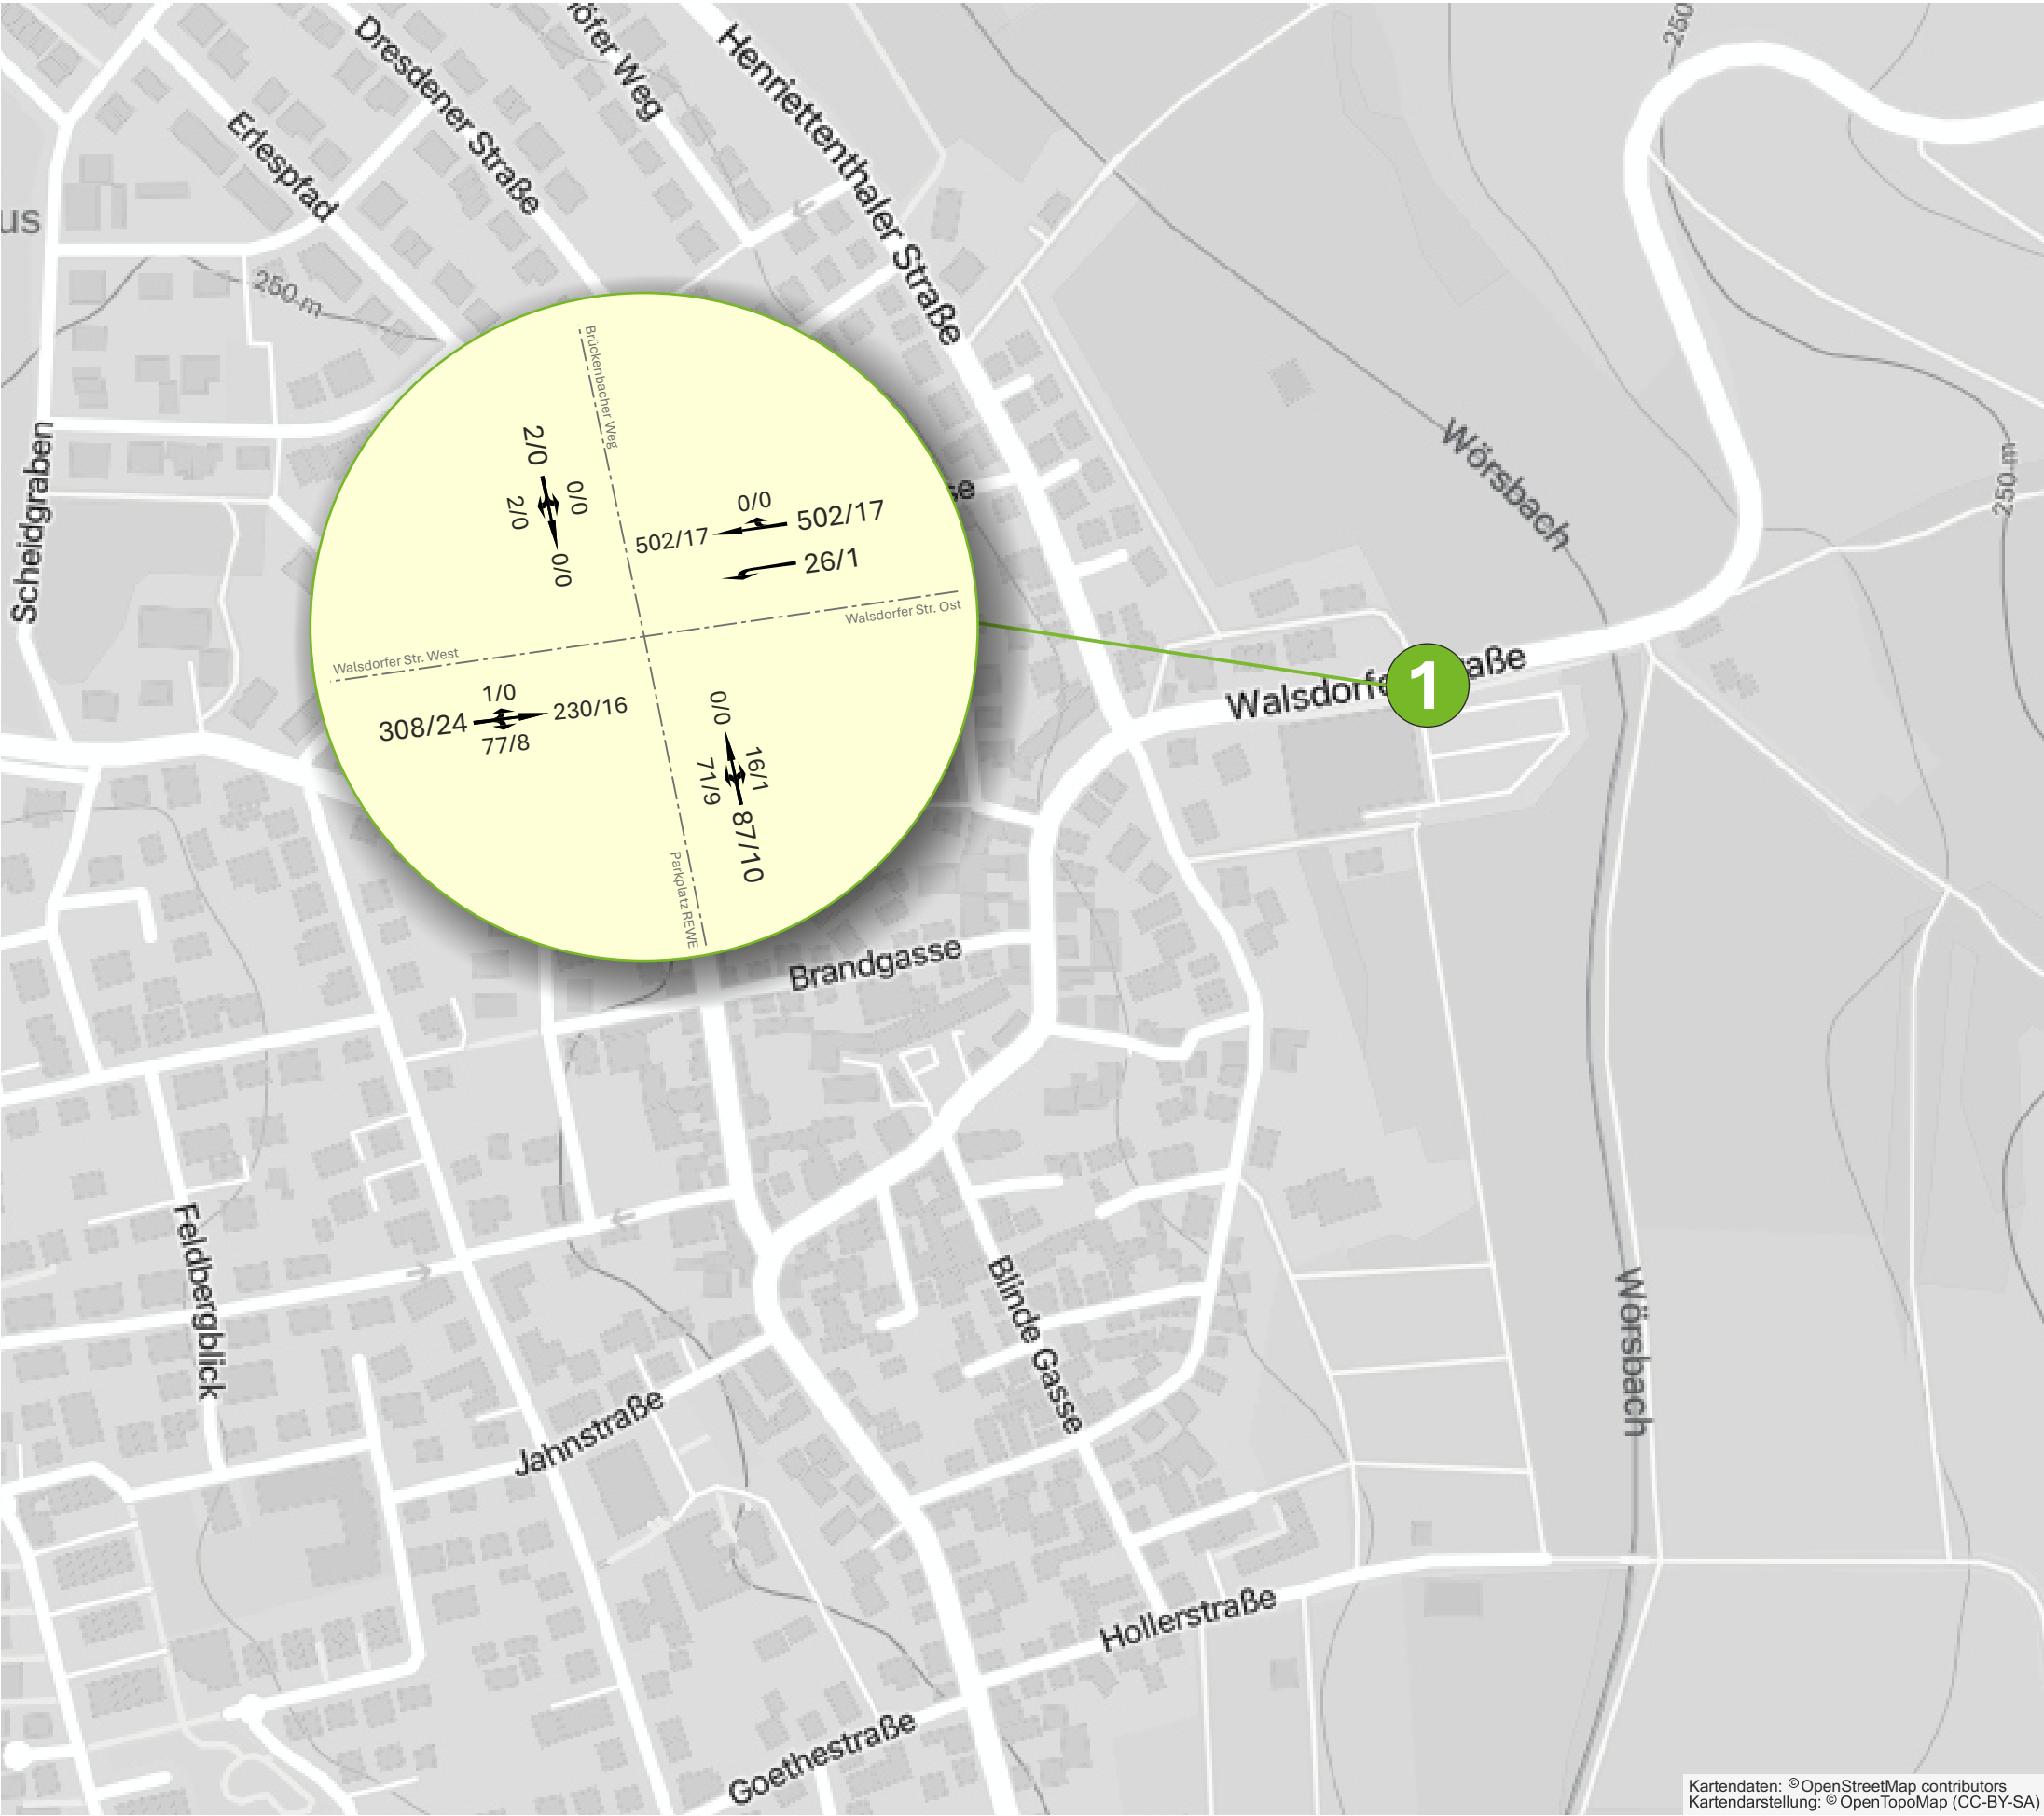 Dresdener Straße
öfer Weg
Henriettenthaler Straße
250
Erlespfad
us
250 m
Brückenbacher Weg
2/0
0/0
2/0
0/0
0/0
502/17
502/17
26/1
Walsdorfer Str. Ost
Walsdorfer Str. West
1/0
308/24
230/16
77/8
0/0
16/1
71/9
87/10
Parkplatz REWE
se
Wörsbach
250 m
Scheidgraben
Walsdorfe
aße
1
Brandgasse
Feldbergblick
Blinde Gasse
Wörsbach
Jahnstraße
Hollerstraße
Goethestraße
Kartendaten: © OpenStreetMap contributors
Kartendarstellung: © OpenTopoMap (CC-BY-SA)